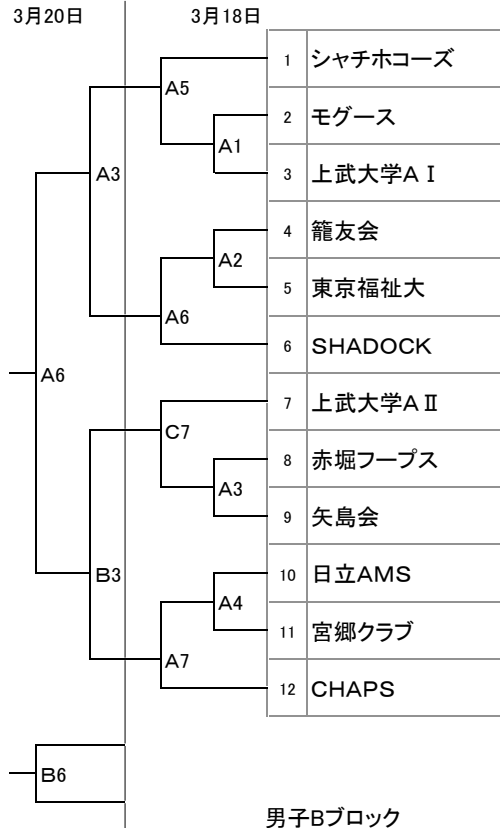 3月20日 3月18日
1 シャチホコーズ
A5
2 モグース
A1
A3
3 上武大学AⅠ
4 籠友会
A2
5 東京福祉大
A6
6 SHADOCK
A6
7 上武大学AⅡ
C7
8 赤堀フープス
A3
9 矢島会
B3
10 日立AMS
A4
11 宮郷クラブ
A7
12 CHAPS
B6
男子Bブロック